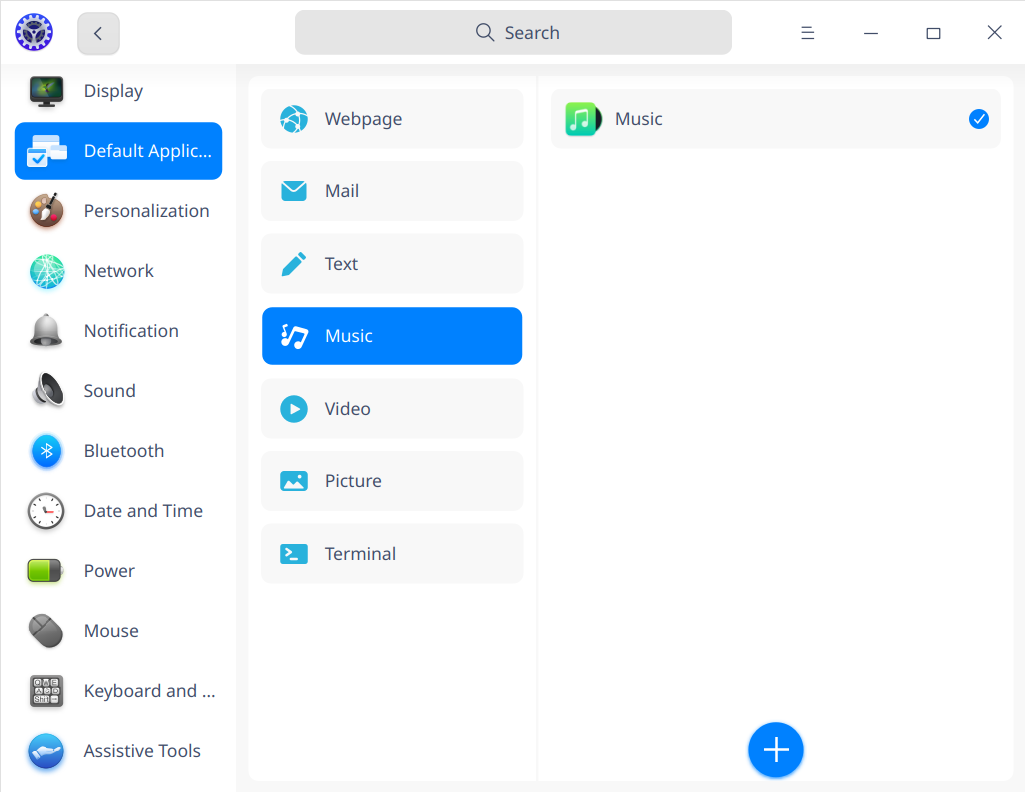 Search
Display
Default Applic...
Personalization
Network
Notification
Sound
Bluetooth
Date and Time
Power
Mouse
Keyboard and ...
Assistive Tools
Webpage
Mail
Text
Music
Video
Picture
Terminal
Music